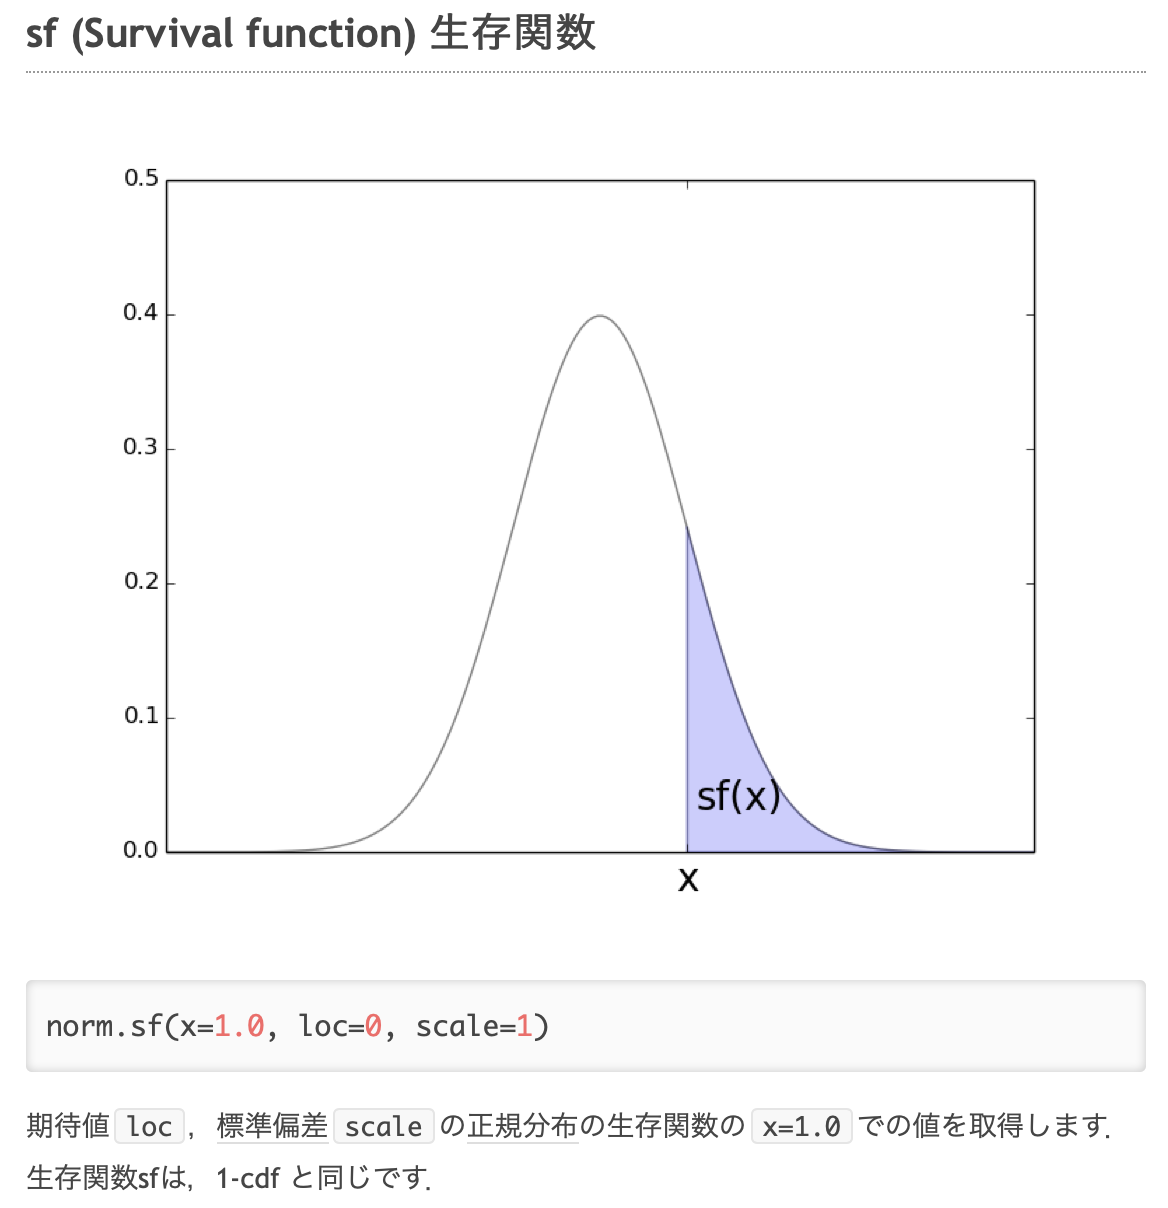 sf (Survival function) 生存関数
0.5
0.4
0.3
0.2
0.1
0.0
sf(x)
x
norm.sf(x=1.0, loc=0, scale=1)
期待値 loc ，標準偏差 scale の正規分布の生存関数の x=1.0 での値を取得します．
生存関数sfは，1-cdf と同じです．